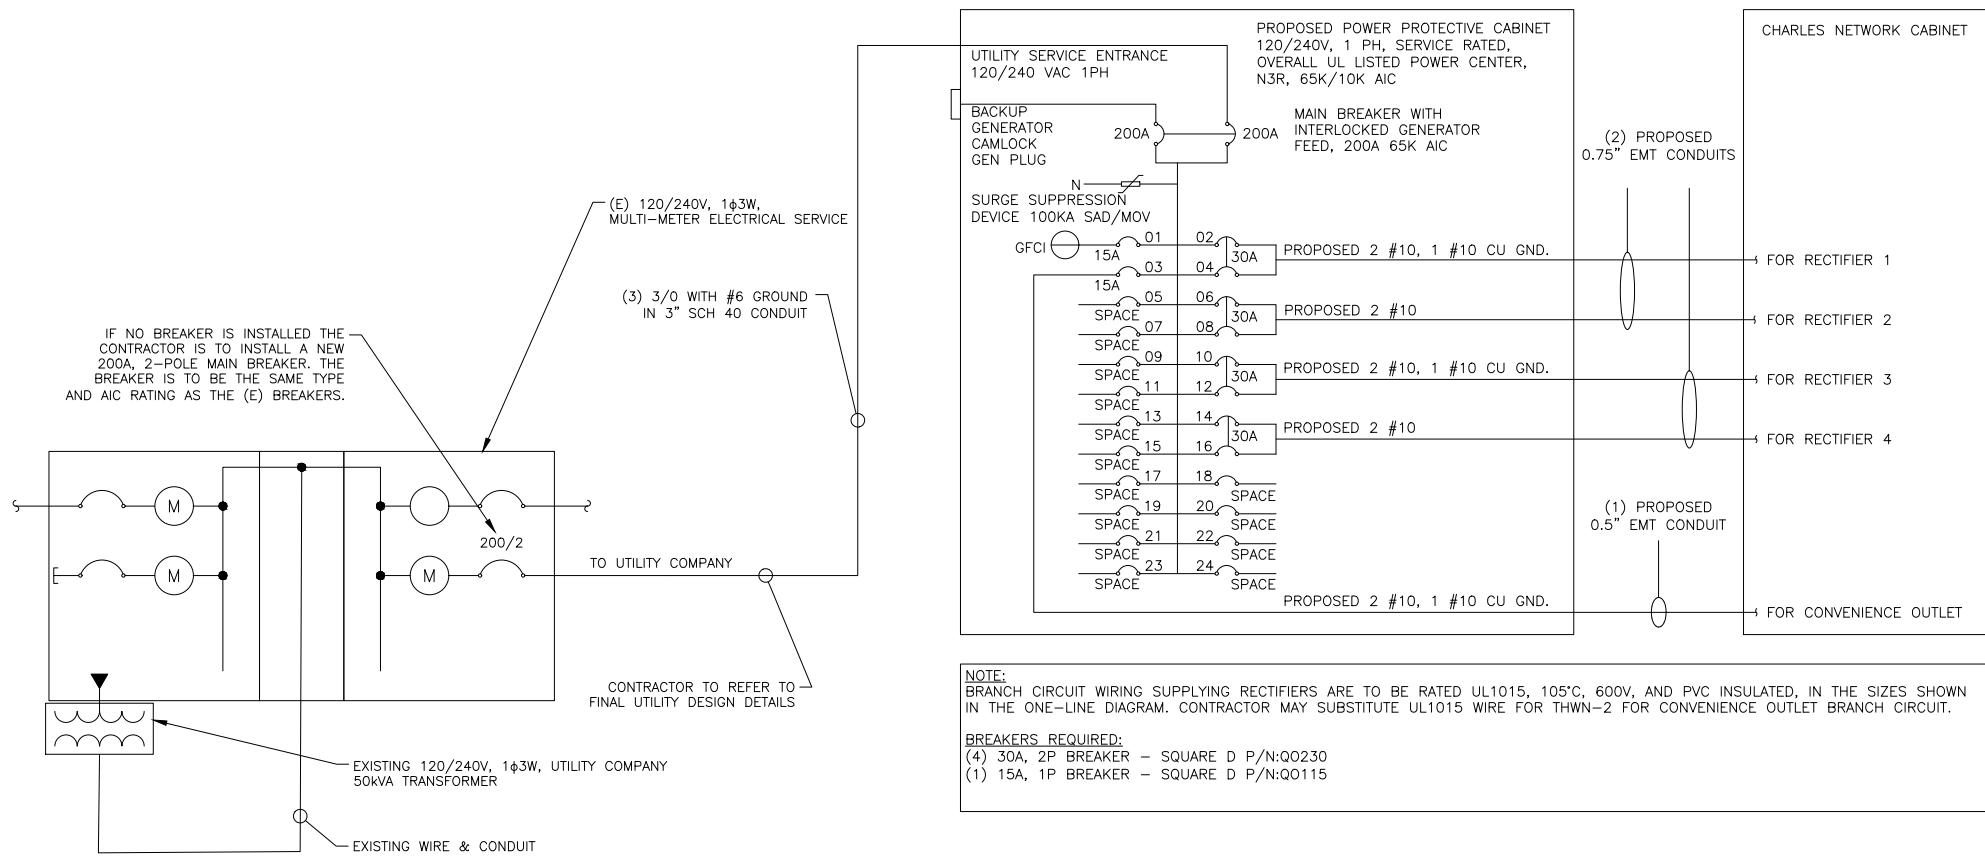 PROPOSED POWER PROTECTIVE CABINET
120/240V, 1 PH, SERVICE RATED,
OVERALL UL LISTED POWER CENTER,
N3R, 65K/10K AIC
CHARLES NETWORK CABINET
UTILITY SERVICE ENTRANCE
120/240 VAC 1PH
BACKUP
GENERATOR
CAMLOCK
GEN PLUG
200A
200A
MAIN BREAKER WITH
INTERLOCKED GENERATOR
FEED, 200A 65K AIC
(2) PROPOSED
0.75" EMT CONDUITS
N
SURGE SUPPRESSION
DEVICE 100KA SAD/MOV
(E) 120/240V, 1ϕ3W,
MULTI-METER ELECTRICAL SERVICE
GFCI
01
02
15A
30A
PROPOSED 2 #10, 1 #10 CU GND.
FOR RECTIFIER 1
03
04
15A
05
06
SPACE
30A
PROPOSED 2 #10
FOR RECTIFIER 2
07
08
SPACE
09
10
SPACE
30A
PROPOSED 2 #10, 1 #10 CU GND.
FOR RECTIFIER 3
11
12
SPACE
13
14
SPACE
30A
PROPOSED 2 #10
FOR RECTIFIER 4
15
16
SPACE
17
18
SPACE
SPACE
19
20
SPACE
SPACE
21
22
SPACE
SPACE
23
24
SPACE
SPACE
(1) PROPOSED
0.5" EMT CONDUIT
PROPOSED 2 #10, 1 #10 CU GND.
FOR CONVENIENCE OUTLET
(3) 3/0 WITH #6 GROUND
IN 3" SCH 40 CONDUIT
IF NO BREAKER IS INSTALLED THE
CONTRACTOR IS TO INSTALL A NEW
200A, 2-POLE MAIN BREAKER. THE
BREAKER IS TO BE THE SAME TYPE
AND AIC RATING AS THE (E) BREAKERS.
M
200/2
M
M
TO UTILITY COMPANY
CONTRACTOR TO REFER TO
FINAL UTILITY DESIGN DETAILS
EXISTING 120/240V, 1ϕ3W, UTILITY COMPANY
50kVA TRANSFORMER
EXISTING WIRE & CONDUIT
NOTE:
BRANCH CIRCUIT WIRING SUPPLYING RECTIFIERS ARE TO BE RATED UL1015, 105°C, 600V, AND PVC INSULATED, IN THE SIZES SHOWN
IN THE ONE-LINE DIAGRAM. CONTRACTOR MAY SUBSTITUTE UL1015 WIRE FOR THWN-2 FOR CONVENIENCE OUTLET BRANCH CIRCUIT.
BREAKERS REQUIRED:
(4) 30A, 2P BREAKER - SQUARE D P/N:QO230
(1) 15A, 1P BREAKER - SQUARE D P/N:QO115